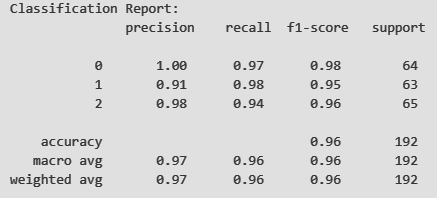 Classification Report:
precision recall f1-score support
0 1.00 0.97 0.98 64
1 0.91 0.98 0.95 63
2 0.98 0.94 0.96 65
accuracy 0.96 192
macro avg 0.97 0.96 0.96 192
weighted avg 0.97 0.96 0.96 192